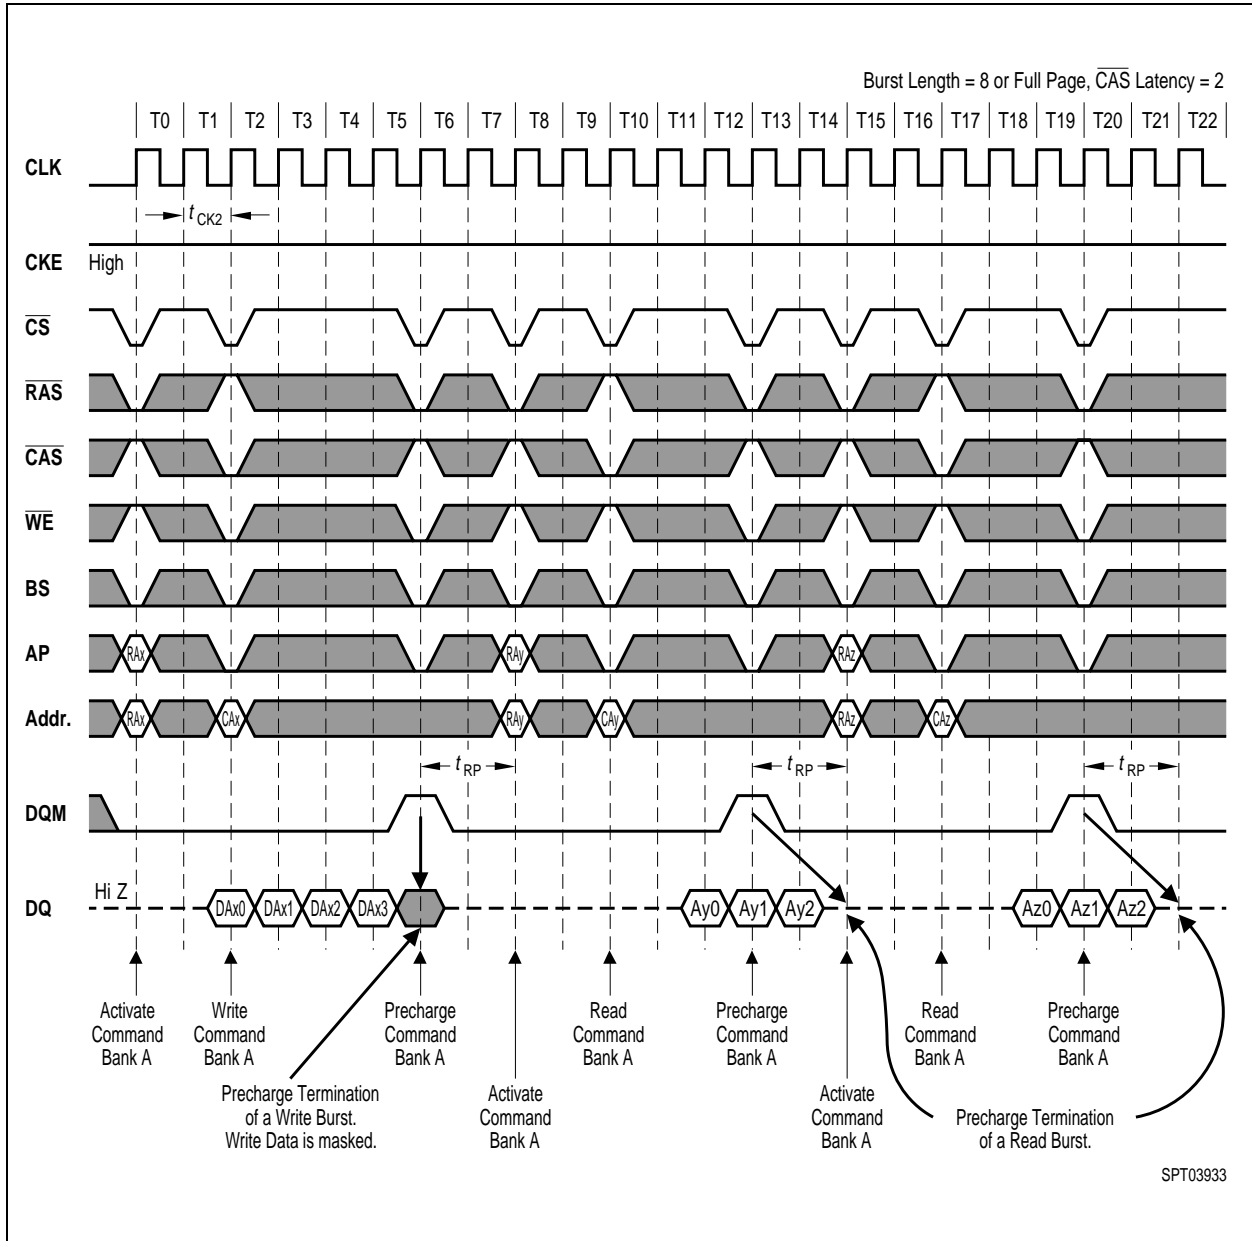 Burst Length = 8 or Full Page, CAS Latency = 2
T0 T1 T2 T3 T4 T5 T6 T7 T8 T9 T10 T11 T12 T13 T14 T15 T16 T17 T18 T19 T20 T21 T22
CLK
t CK2
CKE High
CS
RAS
CAS
WE
BS
AP RAx RAy RAz
Addr. RAx CAx RAy CAy RAz CAz
t RP t RP t RP
DQM
Hi Z
DQ DAx0 DAx1 DAx2 DAx3 Ay0 Ay1 Ay2 Az0 Az1 Az2
Activate Command Bank A
Write Command Bank A
Precharge Command Bank A
Read Command Bank A
Precharge Command Bank A
Read Command Bank A
Precharge Command Bank A
Precharge Termination
of a Write Burst.
Write Data is masked.
Activate Command Bank A
Activate Command Bank A
Precharge Termination
of a Read Burst.
SPT03933